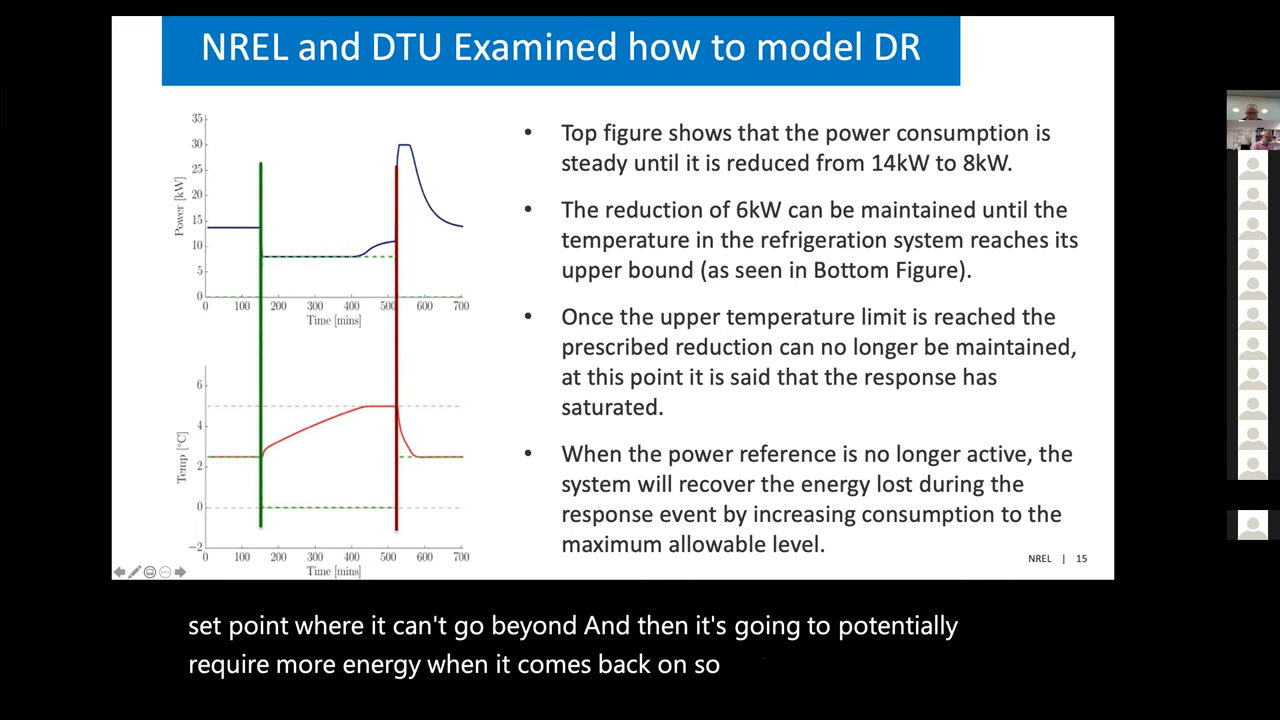 NREL and DTU Examined how to model DR
35
30
25
20
15
10
5
0
Power [kW]
0 100 200 300 400 500 600 700
Time [mins]
6
4
2
0
−2
Temp [°C]
0 100 200 300 400 500 600 700
Time [mins]
• Top figure shows that the power consumption is
steady until it is reduced from 14kW to 8kW.
• The reduction of 6kW can be maintained until the
temperature in the refrigeration system reaches its
upper bound (as seen in Bottom Figure).
• Once the upper temperature limit is reached the
prescribed reduction can no longer be maintained,
at this point it is said that the response has
saturated.
• When the power reference is no longer active, the
system will recover the energy lost during the
response event by increasing consumption to the
maximum allowable level.
NREL | 15
set point where it can't go beyond And then it's going to potentially
require more energy when it comes back on so